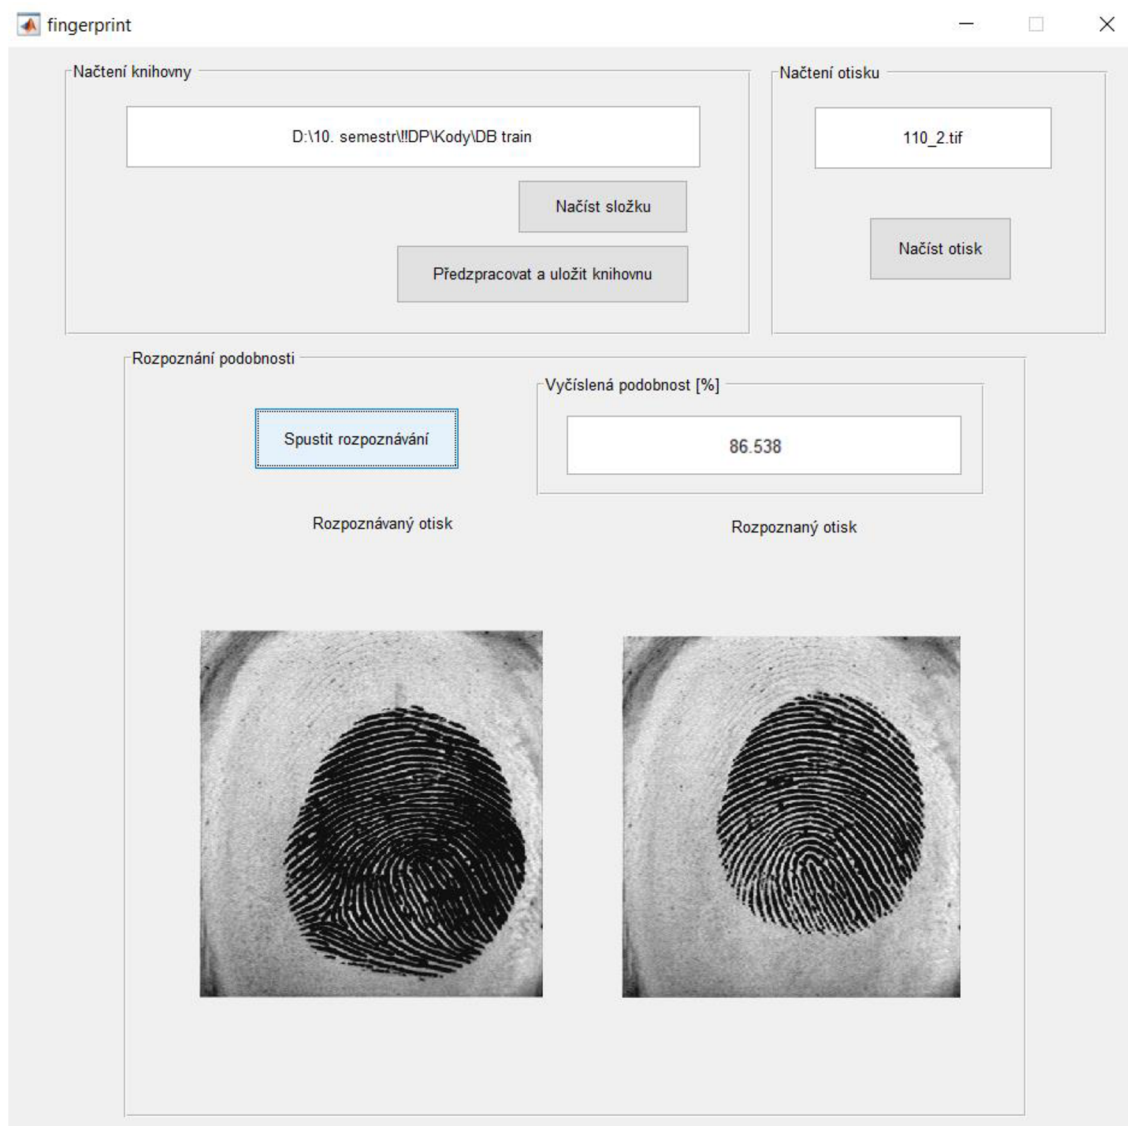 fingerprint
Načtení knihovny
D:\10. semestr\!!DP\Kody\DB train
Načíst složku
Předzpracovat a uložit knihovnu
Načtení otisku
110_2.tif
Načíst otisk
Rozpoznání podobnosti
Spustit rozpoznávání
Vyčíslená podobnost [%]
86.538
Rozpoznávaný otisk
Rozpoznaný otisk